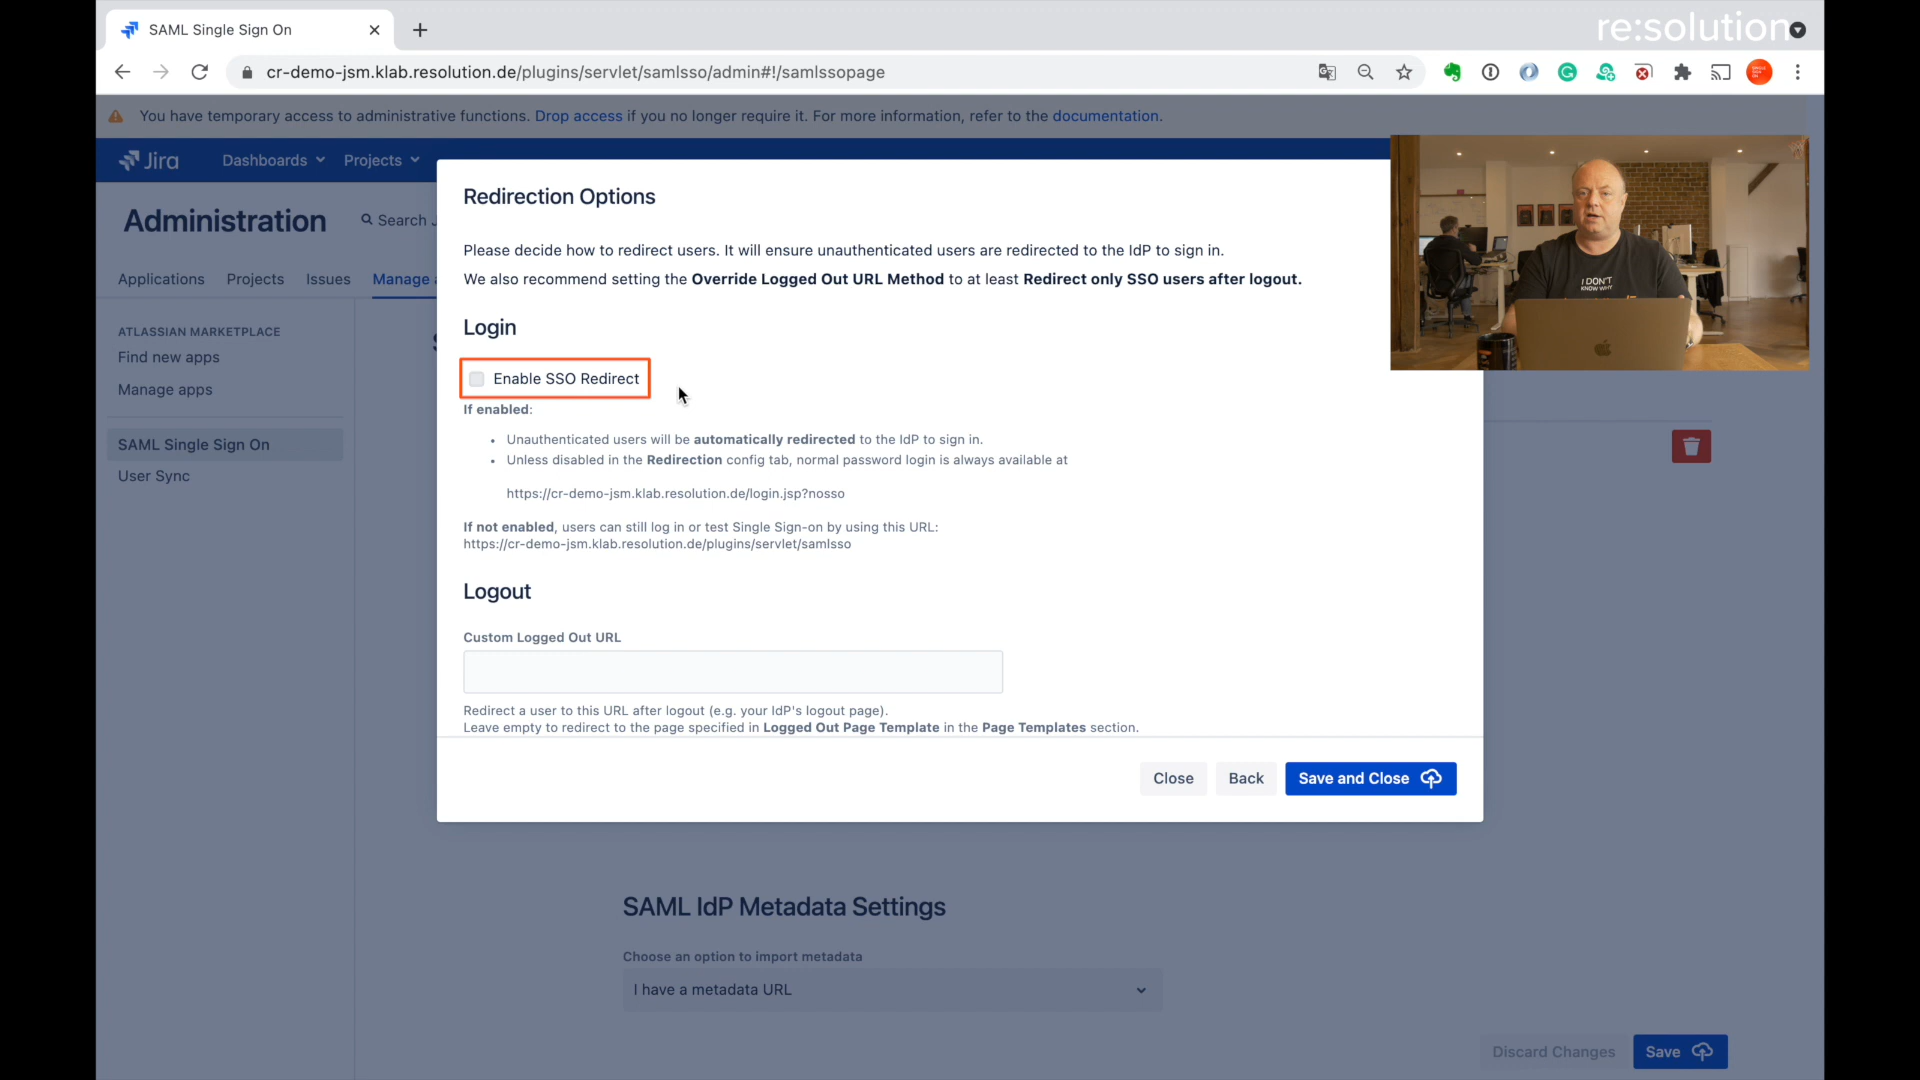 SAML Single Sign On
re:solution
cr-demo-jsm.klab.resolution.de/plugins/servlet/samlsso/admin#!/samlssopage
You have temporary access to administrative functions. Drop access if you no longer require it. For more information, refer to the documentation.
Jira
Dashboards
Projects
Administration
Search
Applications
Projects
Issues
Manage
ATLASSIAN MARKETPLACE
Find new apps
Manage apps
SAML Single Sign On
User Sync
Redirection Options
Please decide how to redirect users. It will ensure unauthenticated users are redirected to the IdP to sign in.
We also recommend setting the Override Logged Out URL Method to at least Redirect only SSO users after logout.
Login
Enable SSO Redirect
If enabled:
• Unauthenticated users will be automatically redirected to the IdP to sign in.
• Unless disabled in the Redirection config tab, normal password login is always available at
https://cr-demo-jsm.klab.resolution.de/login.jsp?nosso
If not enabled, users can still log in or test Single Sign-on by using this URL:
https://cr-demo-jsm.klab.resolution.de/plugins/servlet/samlsso
Logout
Custom Logged Out URL
Redirect a user to this URL after logout (e.g. your IdP's logout page).
Leave empty to redirect to the page specified in Logged Out Page Template in the Page Templates section.
Close
Back
Save and Close
I DON'T
KNOW WHY
SAML IdP Metadata Settings
Choose an option to import metadata
I have a metadata URL
Discard Changes
Save